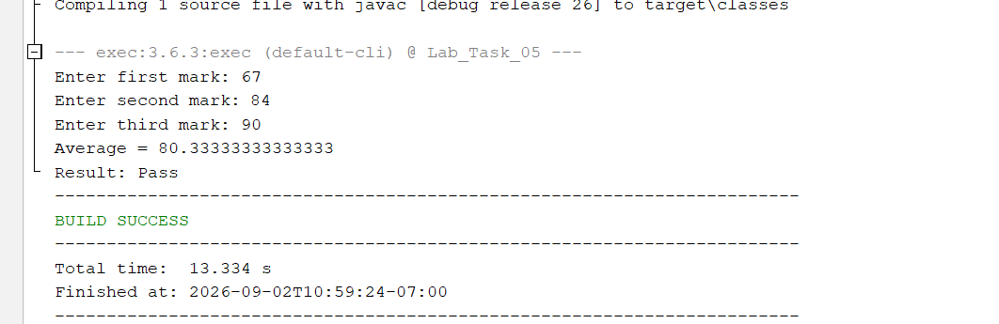 Compiling 1 source file with javac [debug release 26] to target\classes
--- exec:3.6.3:exec (default-cli) @ Lab_Task_05 ---
Enter first mark: 67
Enter second mark: 84
Enter third mark: 90
Average = 80.33333333333333
Result: Pass
------------------------------------------------------------------------
BUILD SUCCESS
------------------------------------------------------------------------
Total time:  13.334 s
Finished at: 2026-09-02T10:59:24-07:00
------------------------------------------------------------------------